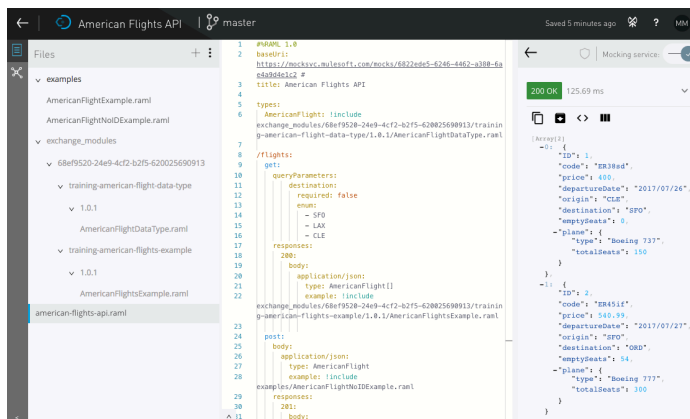 American Flights API
master
Saved 5 minutes ago
?
MM
Files
examples
AmericanFlightExample.raml
AmericanFlightNoIDExample.raml
exchange_modules
68ef9520-24e9-4cf2-b2f5-620025690913
training-american-flight-data-type
1.0.1
AmericanFlightDataType.raml
training-american-flights-example
1.0.1
AmericanFlightsExample.raml
american-flights-api.raml
1 #%RAML 1.0
2 baseUri:
https://mocksvc.mulesoft.com/mocks/6822ede5-6246-4462-a380-6a
e4a9d4e1c2 #
3 title: American Flights API
4
5 types:
6 AmericanFlight: !include
exchange_modules/68ef9520-24e9-4cf2-b2f5-620025690913/trainin
g-american-flight-data-type/1.0.1/AmericanFlightDataType.raml
7
8 /flights:
9 get:
10 queryParameters:
11 destination:
12 required: false
13 enum:
14 - SFO
15 - LAX
16 - CLE
17 responses:
18 200:
19 body:
20 application/json:
21 type: AmericanFlight[]
22 example: !include
exchange_modules/68ef9520-24e9-4cf2-b2f5-620025690913/trainin
g-american-flights-example/1.0.1/AmericanFlightsExample.raml
23
24 post:
25 body:
26 application/json:
27 type: AmericanFlight
28 example: !include
examples/AmericanFlightNoIDExample.raml
29 responses:
30 201:
31 body:
Mocking service:
200 OK 125.69 ms
[Array[2]
-0: {
"ID": 1,
"code": "ER38sd",
"price": 400,
"departureDate": "2017/07/26",
"origin": "CLE",
"destination": "SFO",
"emptySeats": 0,
-"plane": {
"type": "Boeing 737",
"totalSeats": 150
}
},
-1: {
"ID": 2,
"code": "ER45if",
"price": 540.99,
"departureDate": "2017/07/27",
"origin": "SFO",
"destination": "ORD",
"emptySeats": 54,
-"plane": {
"type": "Boeing 777",
"totalSeats": 300
}
}